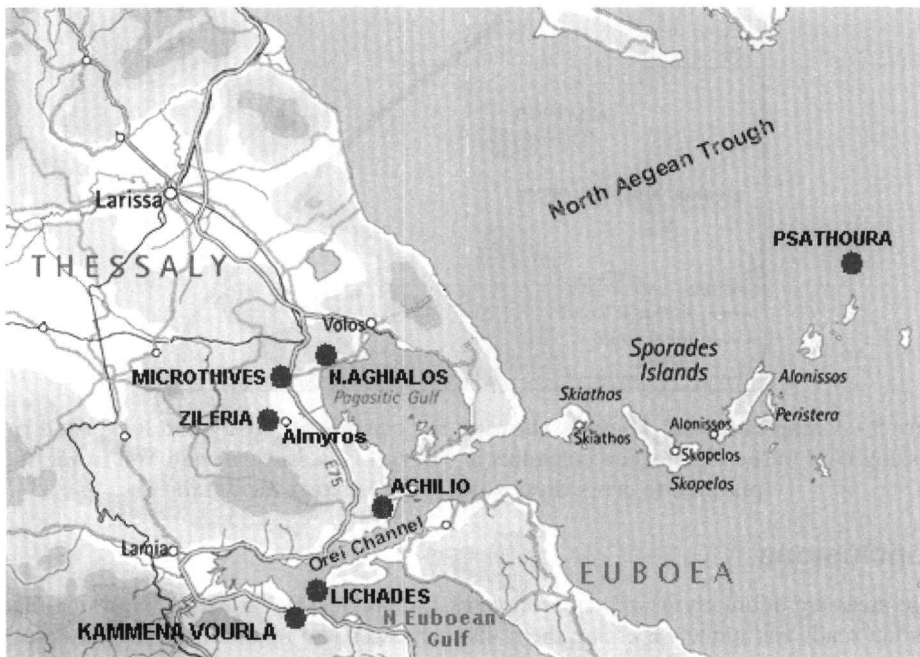 North Aegean Trough
Larissa
PSATHOURA
THESSALY
Volos
Sporades
Islands
MICROTHIVES
N.AGHIALOS
Pagasitic Gulf
Skiathos
Alonissos
ZILERIA
Almyros
Skiathos
Alonissos
Peristera
Skopelos
Skopelos
E75
ACHILIO
Orei Channel
Lamia
EUBOEA
LICHADES
N Euboean
Gulf
KAMMENA VOURLA